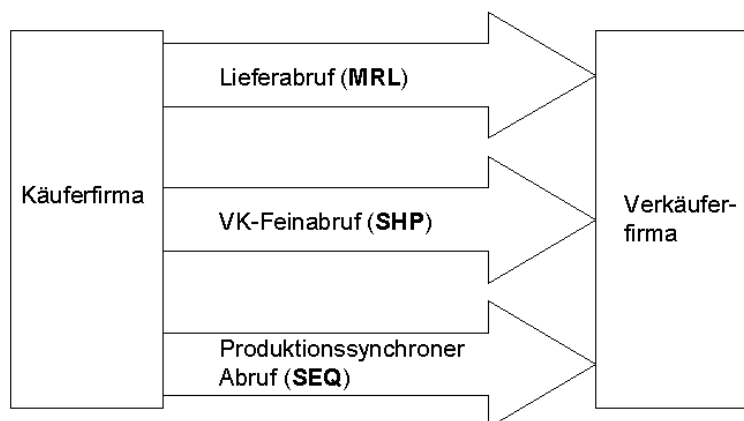 Lieferabruf (MRL)
Käuferfirma
VK-Feinabruf (SHP)
Verkäufer-
firma
Produktionssynchroner
Abruf (SEQ)